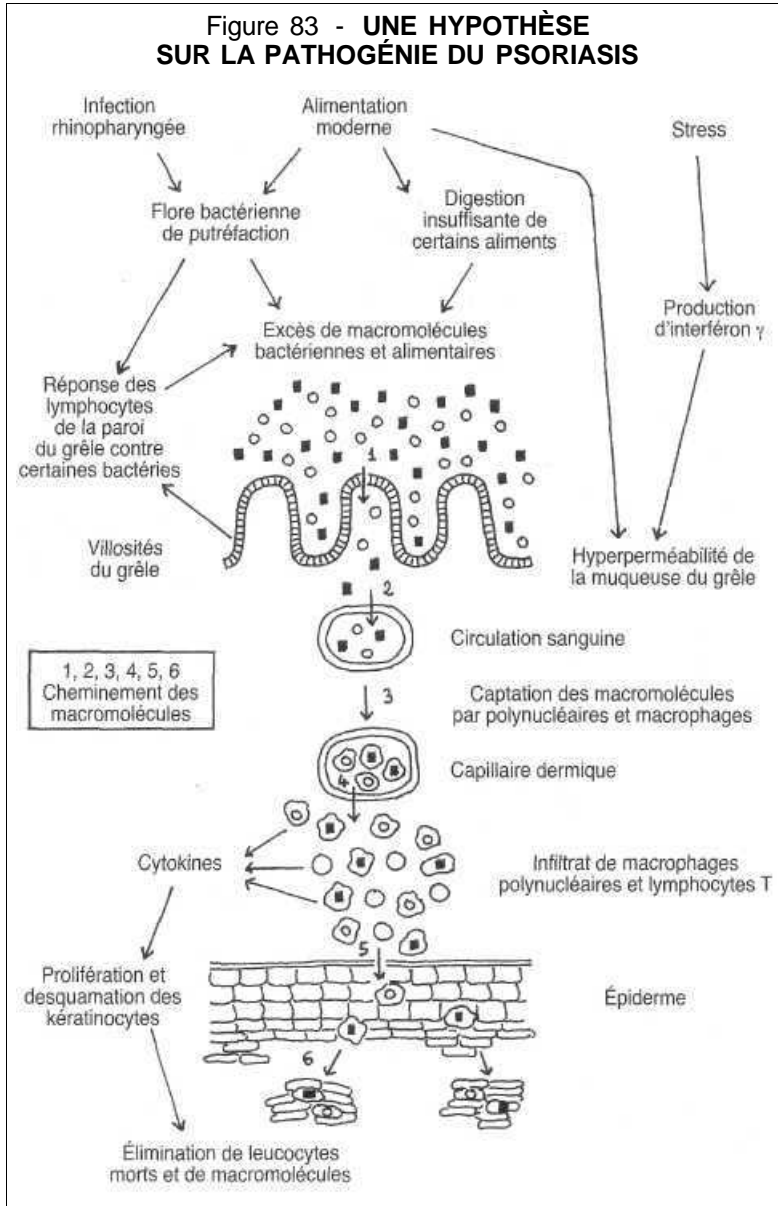 Figure 83 - UNE HYPOTHÈSE
SUR LA PATHOGÉNIE DU PSORIASIS
Infection
rhinopharyngée
Alimentation
moderne
Stress
Flore bactérienne
de putréfaction
Digestion
insuffisante de
certains aliments
Production
d'interféron γ
Excès de macromolécules
bactériennes et alimentaires
Réponse des
lymphocytes
de la paroi
du grêle contre
certaines bactéries
1
Villosités
du grêle
Hyperperméabilité de
la muqueuse du grêle
2
Circulation sanguine
1, 2, 3, 4, 5, 6
Cheminement des
macromolécules
3
Captation des macromolécules
par polynucléaires et macrophages
4
Capillaire dermique
Cytokines
Infiltrat de macrophages
polynucléaires et lymphocytes T
5
Prolifération et
desquamation des
kératinocytes
Épiderme
6
Élimination de leucocytes
morts et de macromolécules